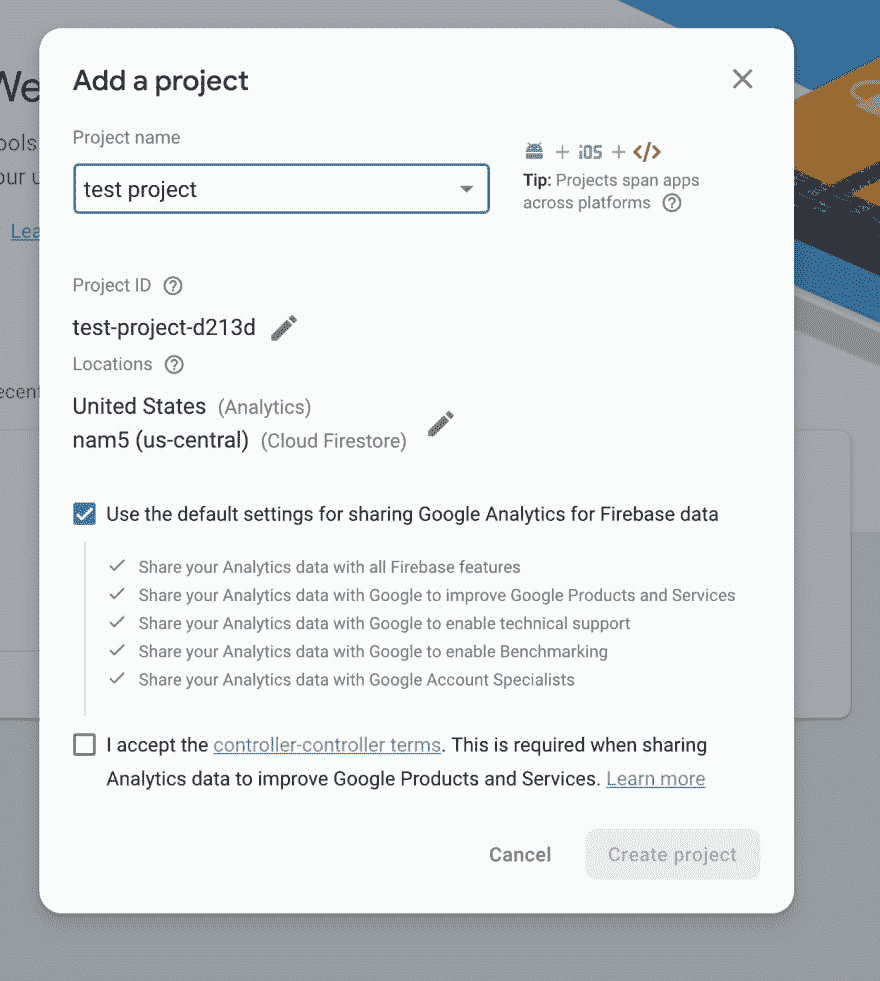 Add a project
Project name
test project
+ iOS + </>
Tip: Projects span apps
across platforms ?
Project ID ?
test-project-d213d
Locations ?
United States (Analytics)
nam5 (us-central) (Cloud Firestore)
Use the default settings for sharing Google Analytics for Firebase data
Share your Analytics data with all Firebase features
Share your Analytics data with Google to improve Google Products and Services
Share your Analytics data with Google to enable technical support
Share your Analytics data with Google to enable Benchmarking
Share your Analytics data with Google Account Specialists
I accept the controller-controller terms. This is required when sharing
Analytics data to improve Google Products and Services. Learn more
Cancel
Create project